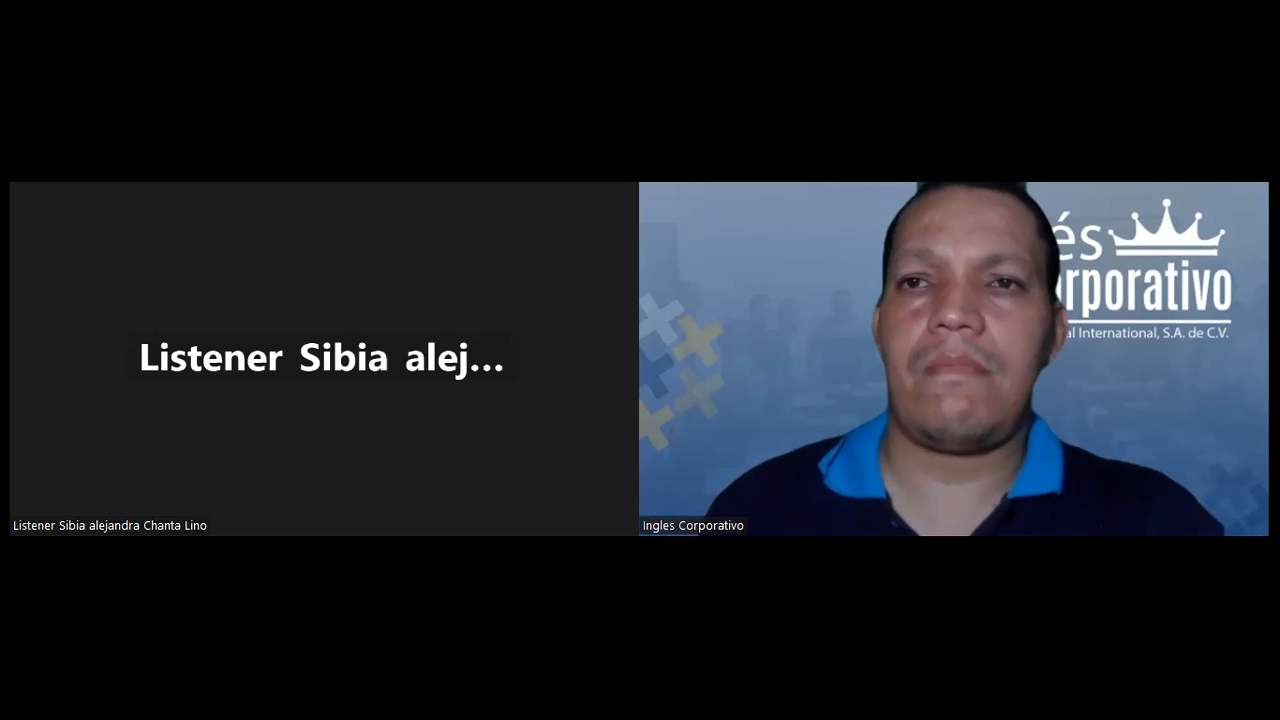 Listener Sibia alej...
Listener Sibia alejandra Chanta Lino
és
rporativo
al International, S.A. de C.V.
Ingles Corporativo